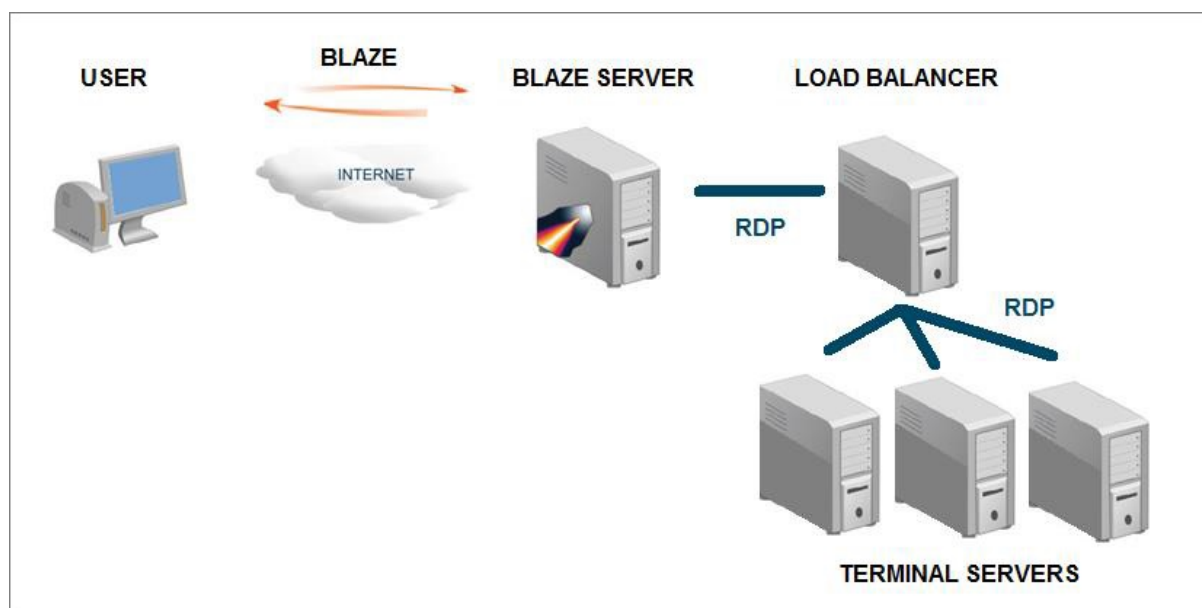 USER
BLAZE
BLAZE SERVER
LOAD BALANCER
INTERNET
RDP
RDP
TERMINAL SERVERS